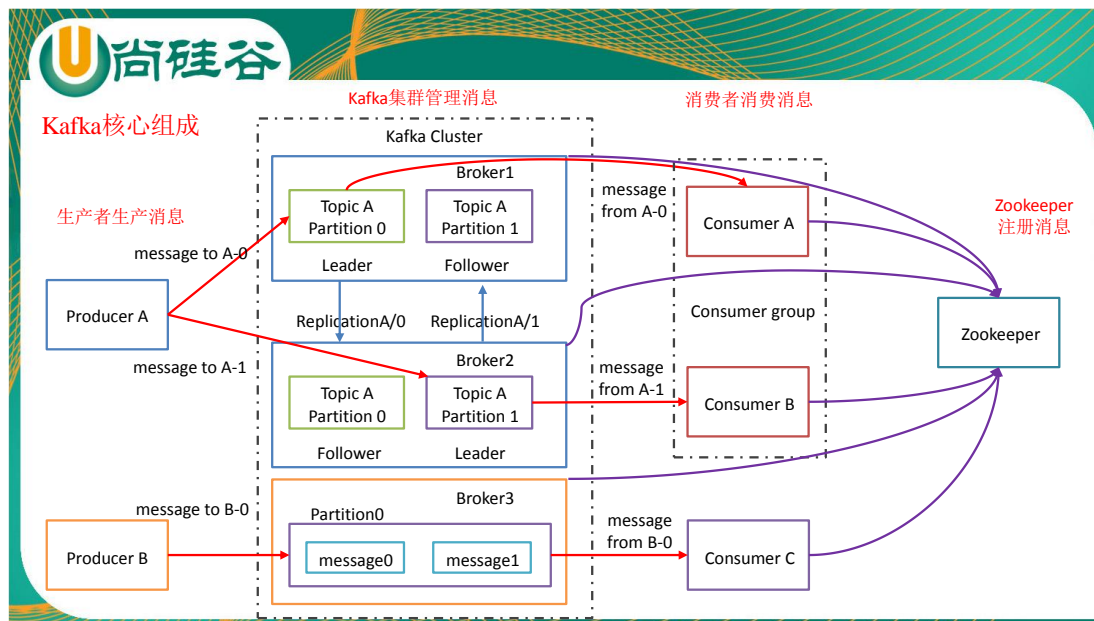 尚硅谷
Kafka核心组成
Kafka集群管理消息
消费者消费消息
Kafka Cluster
生产者生产消息
Broker1
Topic A
Partition 0
Topic A
Partition 1
Leader
Follower
message to A-0
message
from A-0
Consumer A
Zookeeper
注册消息
Producer A
ReplicationA/0
ReplicationA/1
Consumer group
Zookeeper
message to A-1
Broker2
Topic A
Partition 0
Topic A
Partition 1
Follower
Leader
message
from A-1
Consumer B
message to B-0
Broker3
Partition0
message0
message1
Producer B
message
from B-0
Consumer C